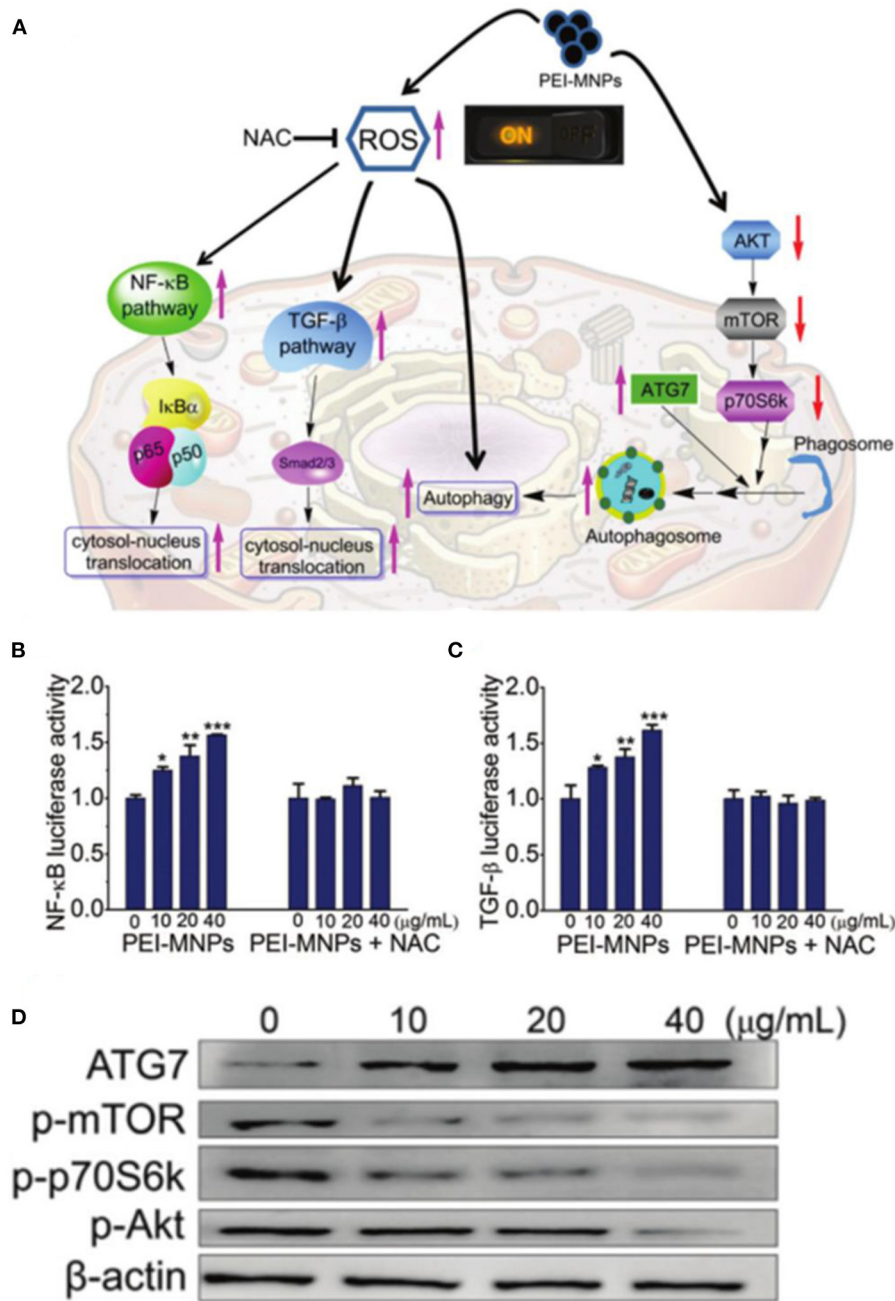 A
PEI-MNPs
NAC
ROS
ON
OFF
AKT
NF-κB
pathway
TGF-β
pathway
mTOR
ATG7
p70S6k
IκBα
p65
p50
Smad2/3
Phagosome
Autophagy
Autophagosome
cytosol-nucleus
translocation
cytosol-nucleus
translocation
B
NF-κB luciferase activity
2.0
1.5
1.0
0.5
0.0
*
**
***
0 10 20 40 0 10 20 40 (μg/mL)
PEI-MNPs PEI-MNPs + NAC
C
TGF-β luciferase activity
2.0
1.5
1.0
0.5
0.0
*
**
***
0 10 20 40 0 10 20 40 (μg/mL)
PEI-MNPs PEI-MNPs + NAC
D
0 10 20 40 (μg/mL)
ATG7
p-mTOR
p-p70S6k
p-Akt
β-actin